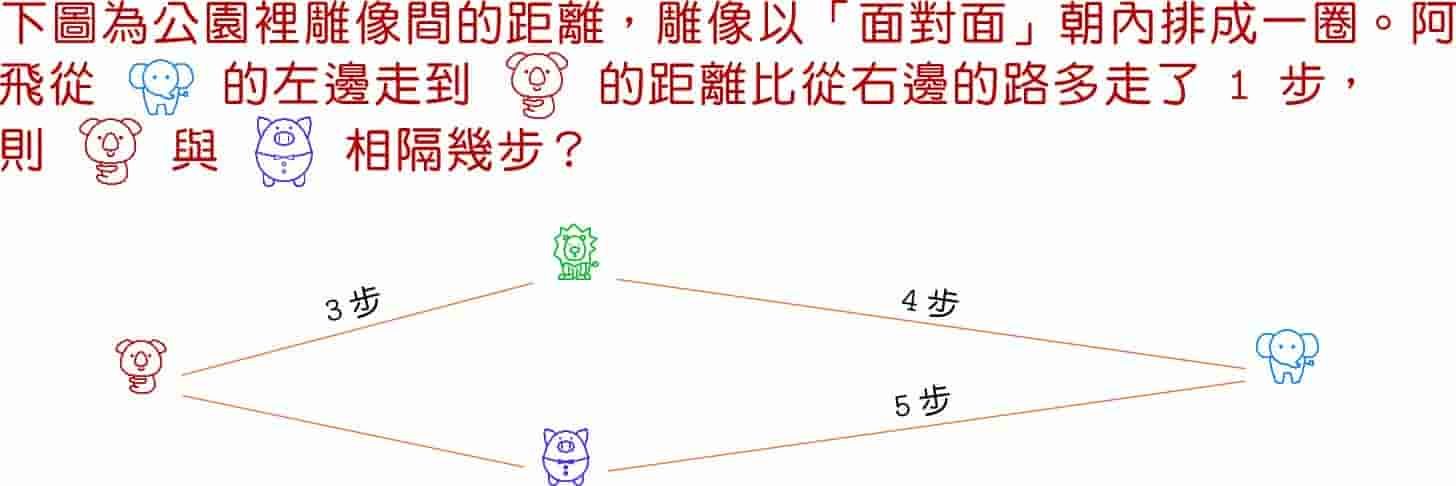 下圖為公園裡雕像間的距離，雕像以「面對面」朝內排成一圈。阿
飛從 的左邊走到 的距離比從右邊的路多走了 1 步，
則 與 相隔幾步？
3 步
4 步
5 步